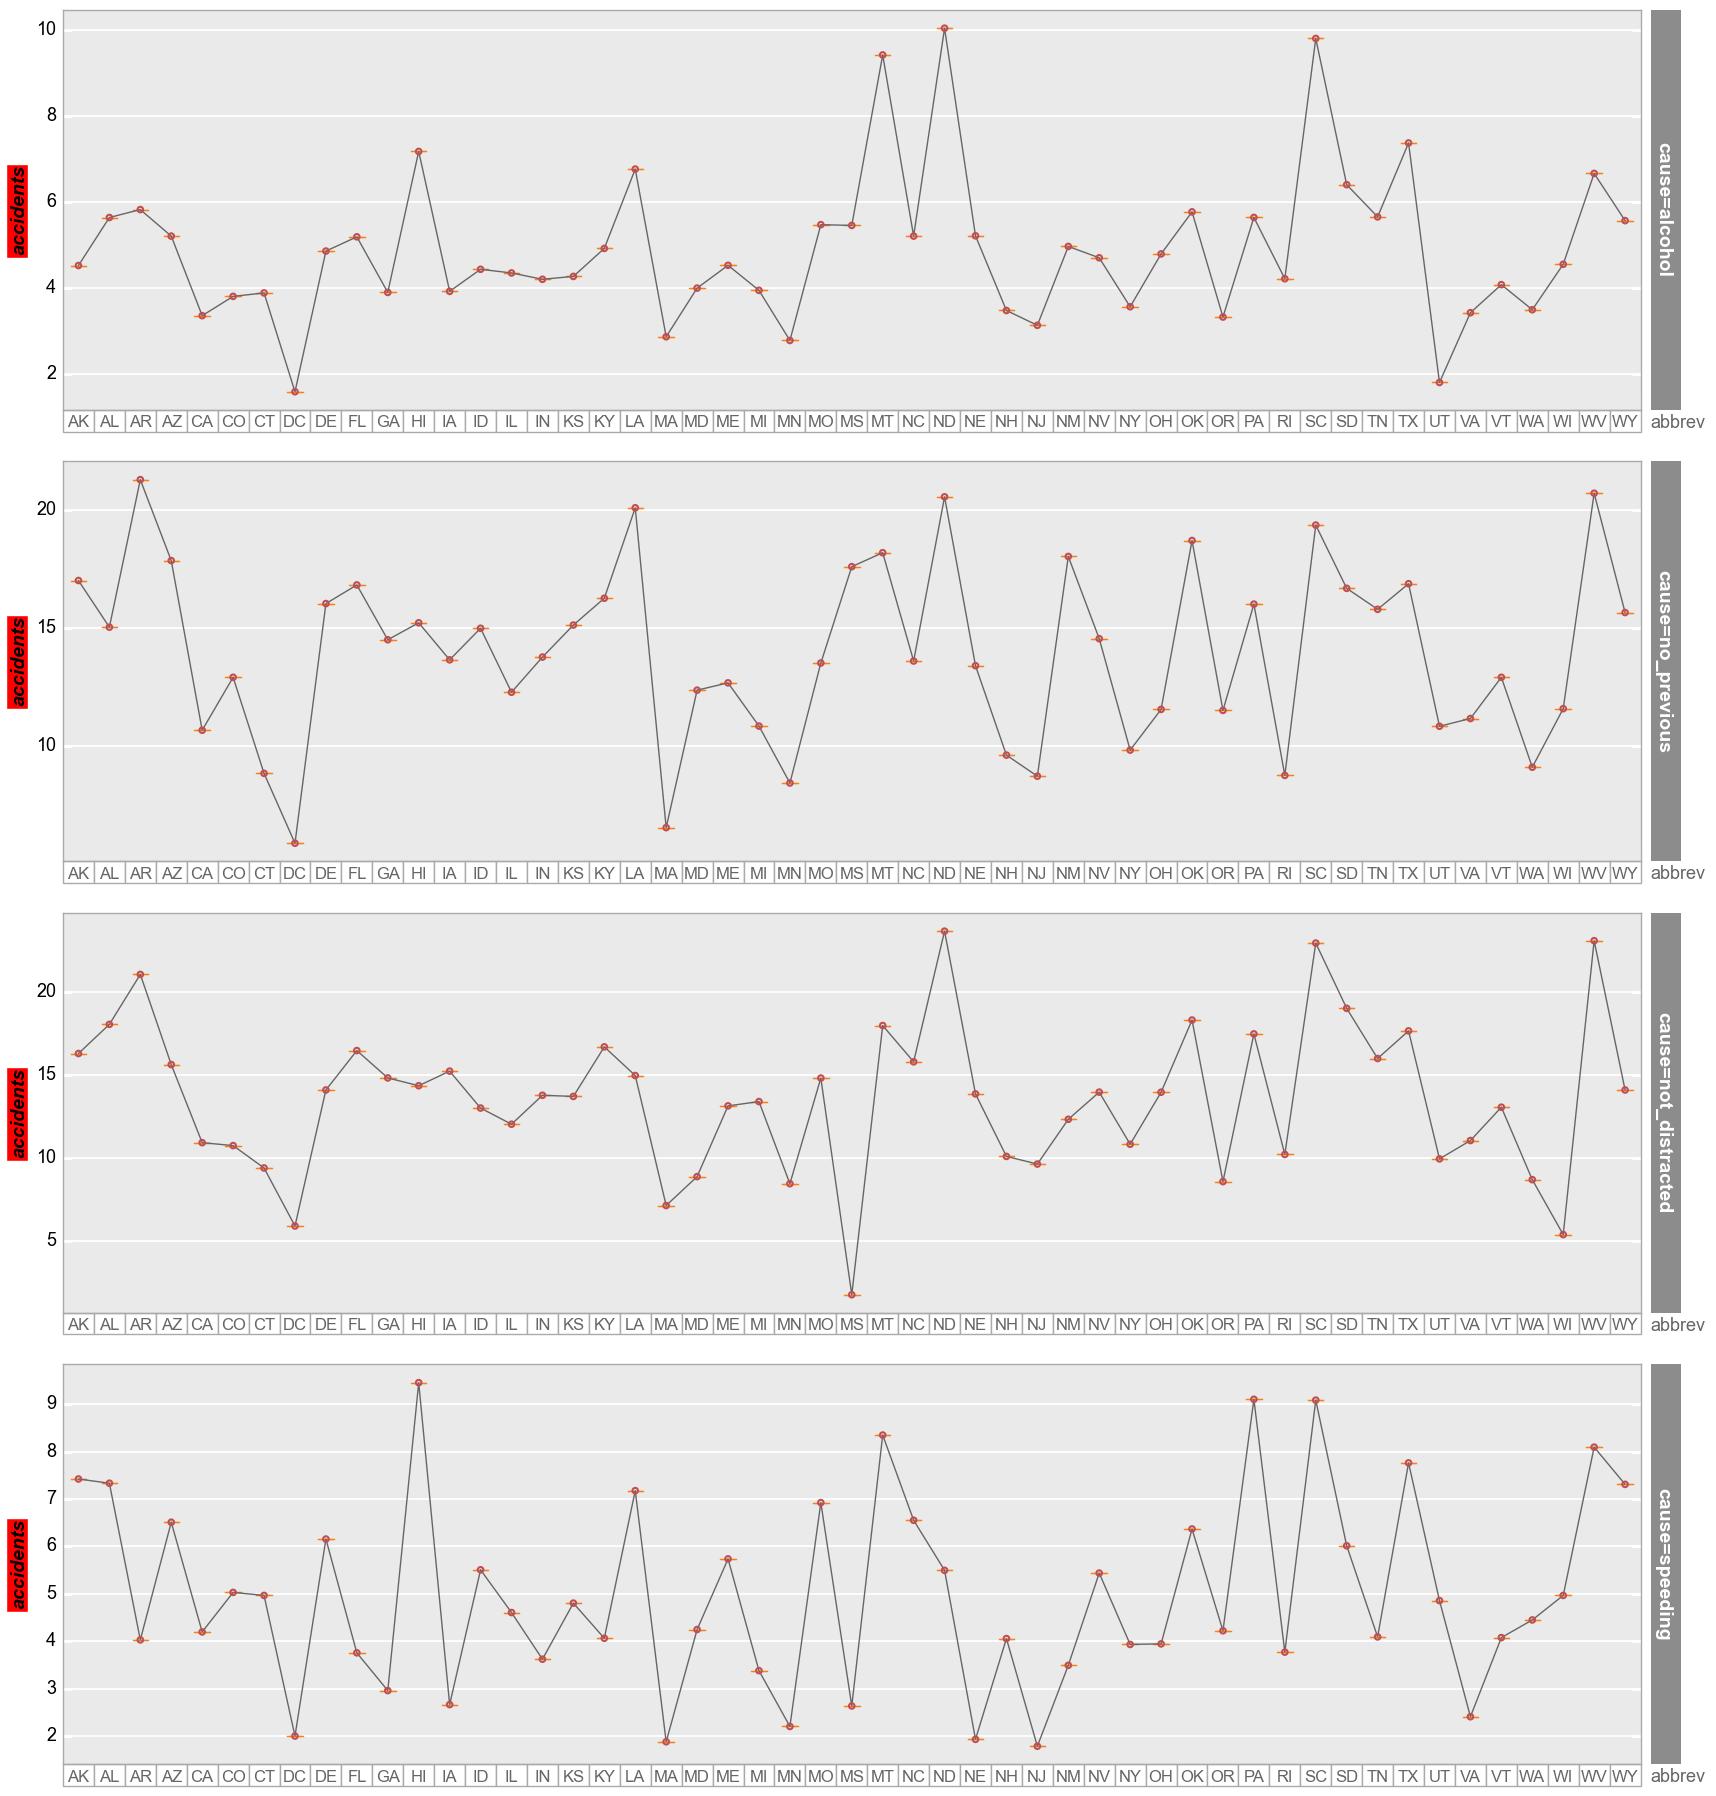 10
8
6
4
2
accidents
cause=alcohol
AK AL AR AZ CA CO CT DC DE FL GA HI IA ID IL IN KS KY LA MA MD ME MI MN MO MS MT NC ND NE NH NJ NM NV NY OH OK OR PA RI SC SD TN TX UT VA VT WA WI WV WY abbrev
20
15
10
accidents
cause=no_previous
AK AL AR AZ CA CO CT DC DE FL GA HI IA ID IL IN KS KY LA MA MD ME MI MN MO MS MT NC ND NE NH NJ NM NV NY OH OK OR PA RI SC SD TN TX UT VA VT WA WI WV WY abbrev
20
15
10
5
accidents
cause=not_distracted
AK AL AR AZ CA CO CT DC DE FL GA HI IA ID IL IN KS KY LA MA MD ME MI MN MO MS MT NC ND NE NH NJ NM NV NY OH OK OR PA RI SC SD TN TX UT VA VT WA WI WV WY abbrev
9
8
7
6
5
4
3
2
accidents
cause=speeding
AK AL AR AZ CA CO CT DC DE FL GA HI IA ID IL IN KS KY LA MA MD ME MI MN MO MS MT NC ND NE NH NJ NM NV NY OH OK OR PA RI SC SD TN TX UT VA VT WA WI WV WY abbrev